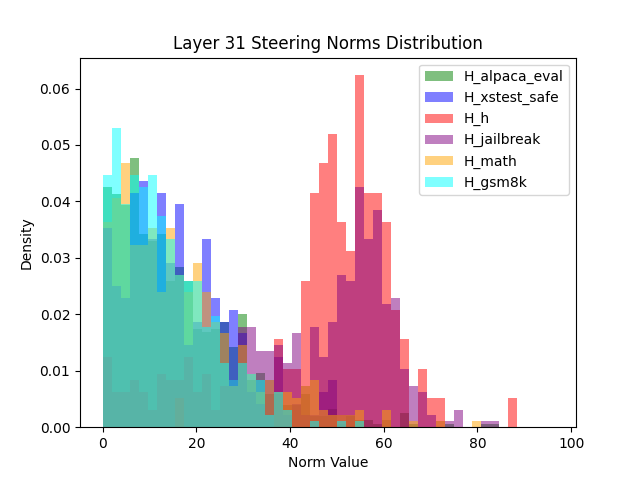 Layer 31 Steering Norms Distribution
H_alpaca_eval
H_xstest_safe
H_h
H_jailbreak
H_math
H_gsm8k
Density
0.06
0.05
0.04
0.03
0.02
0.01
0.00
0 20 40 60 80 100
Norm Value